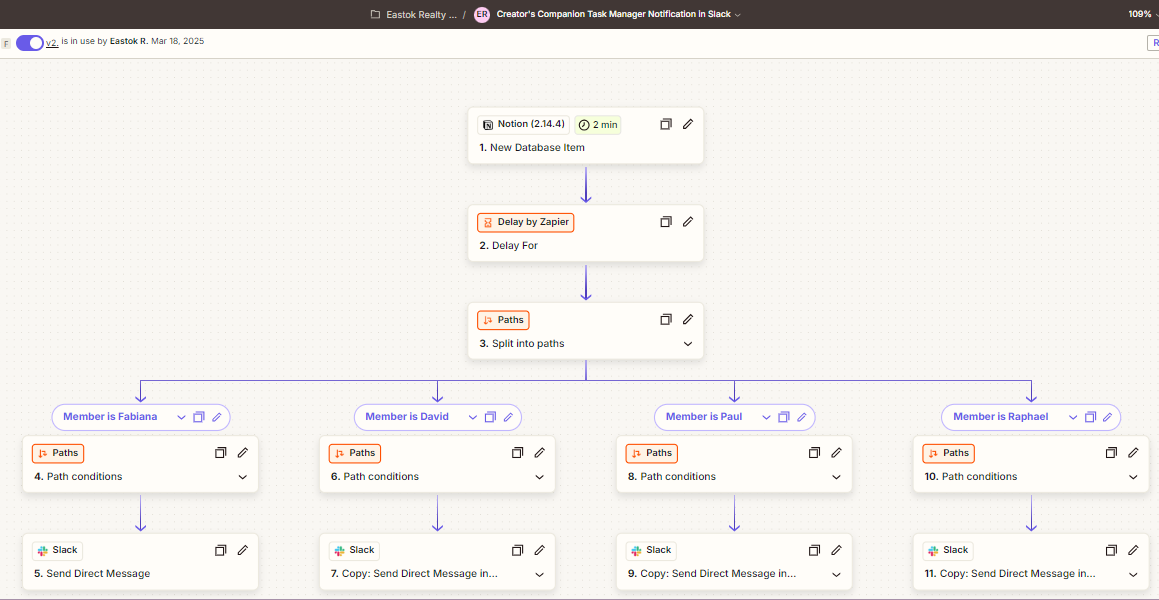 Eastok Realty ... / ER Creator's Companion Task Manager Notification in Slack
109%
F v2. is in use by Eastok R. Mar 18, 2025
R
Notion (2.14.4) 2 min
1. New Database Item
Delay by Zapier
2. Delay For
Paths
3. Split into paths
Member is Fabiana Member is David Member is Paul Member is Raphael
Paths Paths Paths Paths
4. Path conditions 6. Path conditions 8. Path conditions 10. Path conditions
Slack Slack Slack Slack
5. Send Direct Message 7. Copy: Send Direct Message in... 9. Copy: Send Direct Message in... 11. Copy: Send Direct Message in...